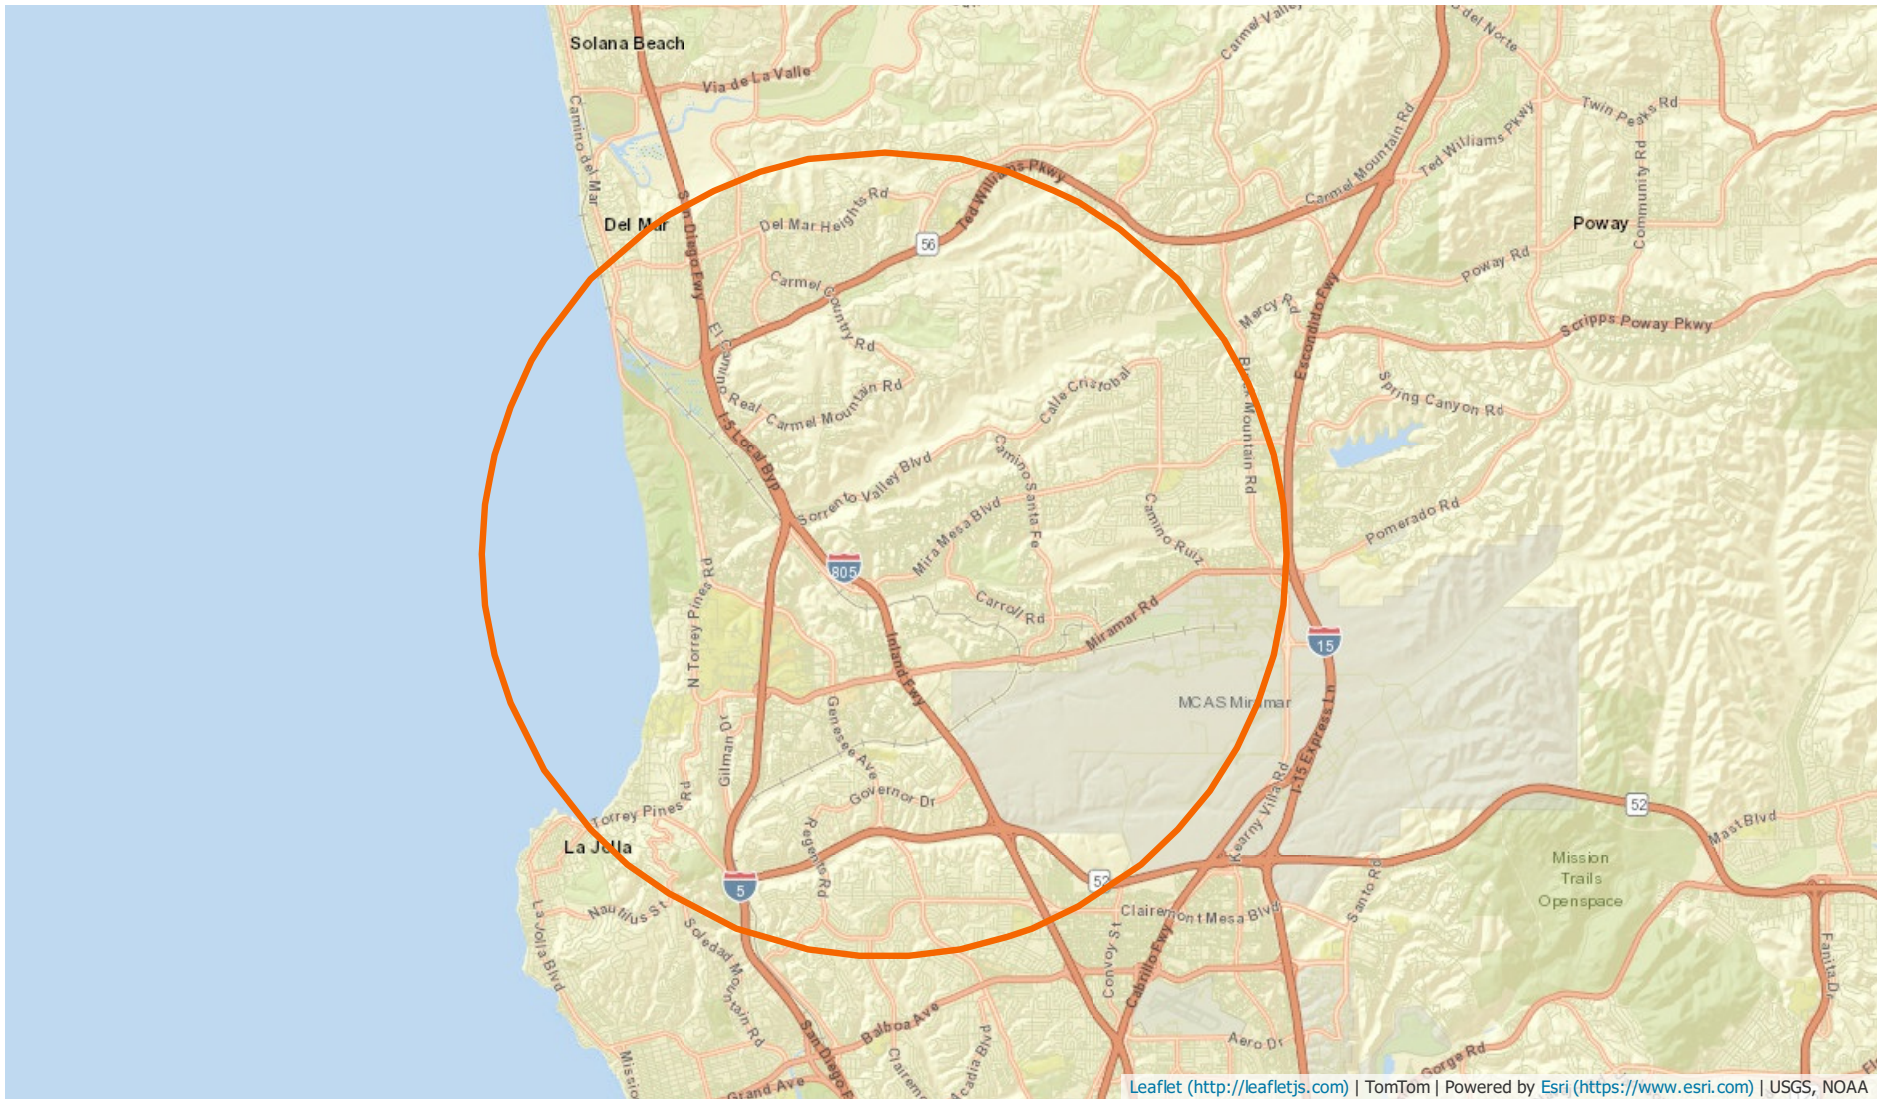 Solana Beach
Via de La Valle
Carmel Valley
o del Norte
Twin Peaks Rd
Camino del Mar
Carmel Mountain Rd
Ted Williams Pkwy
Community Rd
Ted Williams Pkwy
San Diego Fwy
Del Mar Heights Rd
Del Mar
56
Poway
Poway Rd
Carmel Country Rd
Mercy Rd
Escondido Fwy
Scripps Poway Pkwy
El Camino Real
Carmel Mountain Rd
Calle Cristobal
Black Mountain Rd
Spring Canyon Rd
I-5 Local Byp
Sorrento Valley Blvd
Camino Santa Fe
Mira Mesa Blvd
Camino Ruiz
Pomerado Rd
805
N Torrey Pines Rd
Carroll Rd
Miramar Rd
Inland Fwy
15
MCAS Miramar
Gilman Dr
Genesee Ave
I-15 Express Ln
Governor Dr
Torrey Pines Rd
Regents Rd
Kearny Villa Rd
52
Mast Blvd
La Jolla
Mission
Trails
Openspace
5
52
Nautilus St
La Jolla Blvd
Soledad Mountain Rd
Clairemont Mesa Blvd
Santo Rd
Convoy St
Cabrillo Fwy
Fanita Dr
San Diego F
Balboa Ave
Clairem
Acadia Blvd
Aero Dr
Missio
Grand Ave
Gorge Rd
Leaflet (http://leafletjs.com) | TomTom | Powered by Esri (https://www.esri.com) | USGS, NOAA